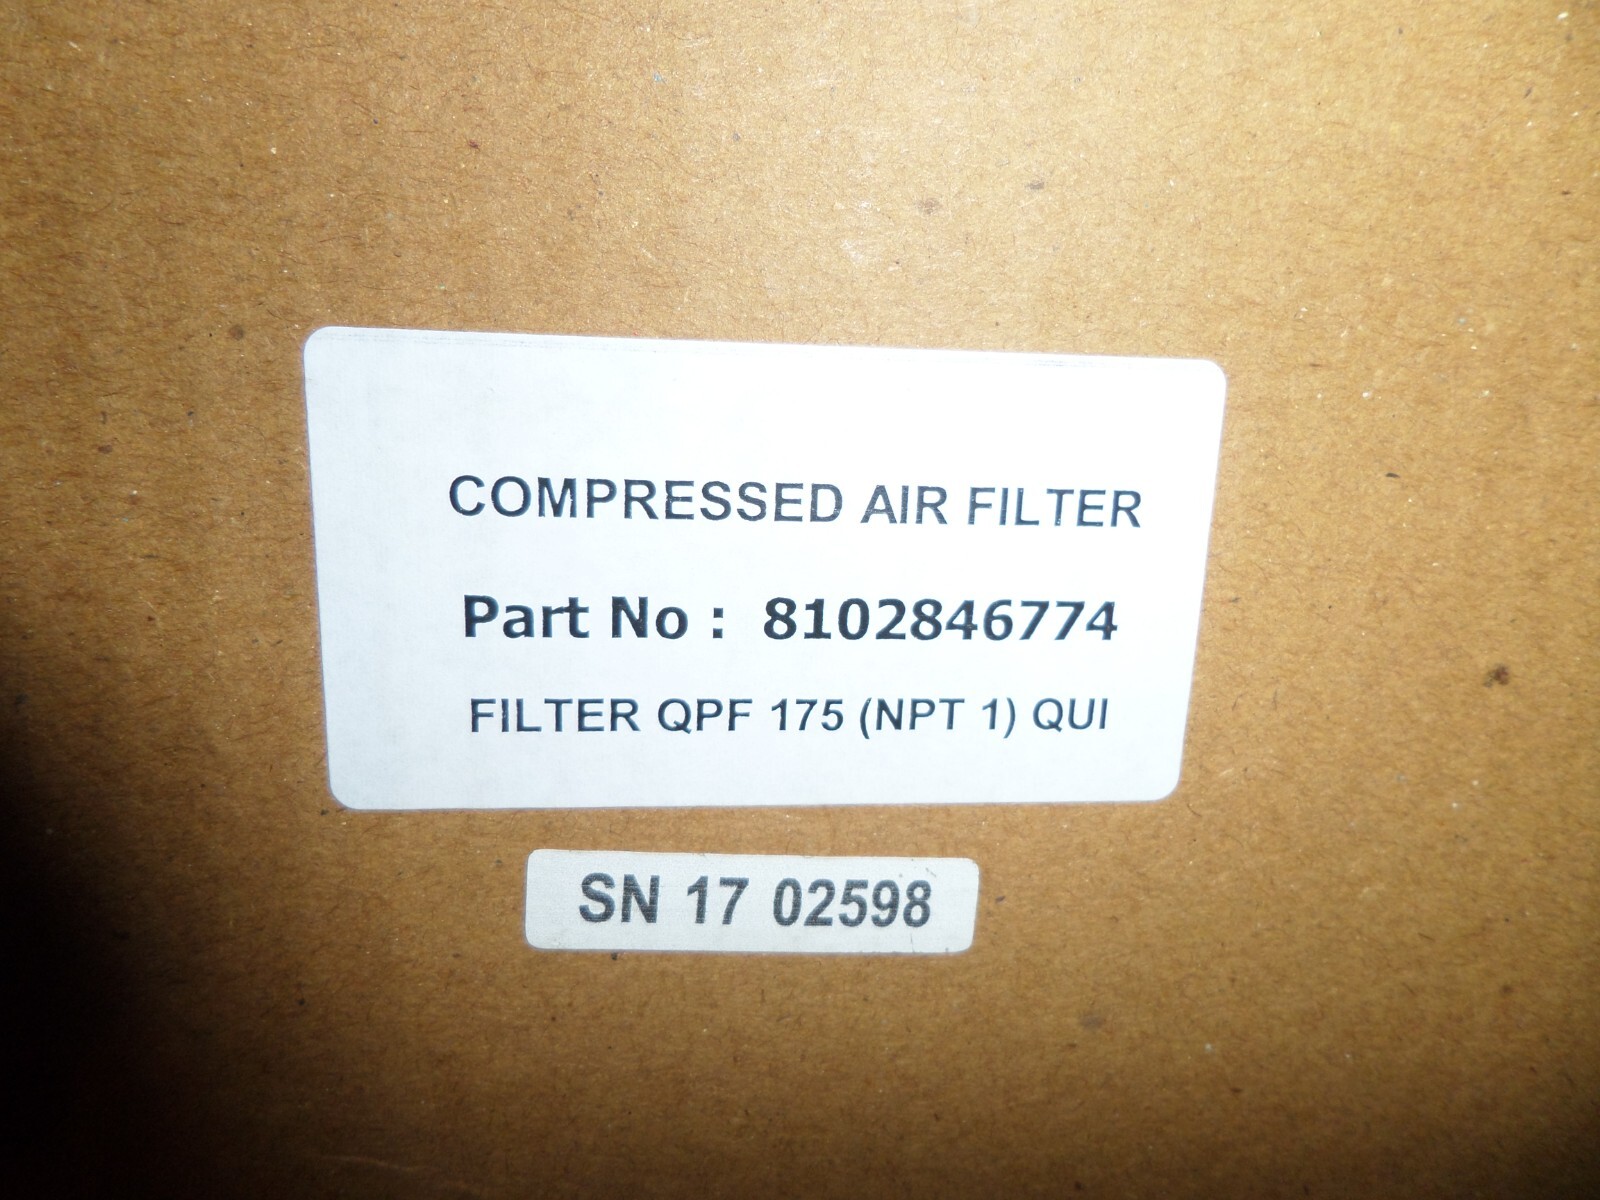 COMPRESSED AIR FILTER
Part No : 8102846774
FILTER QPF 175 (NPT 1) QUI
SN 17 02598